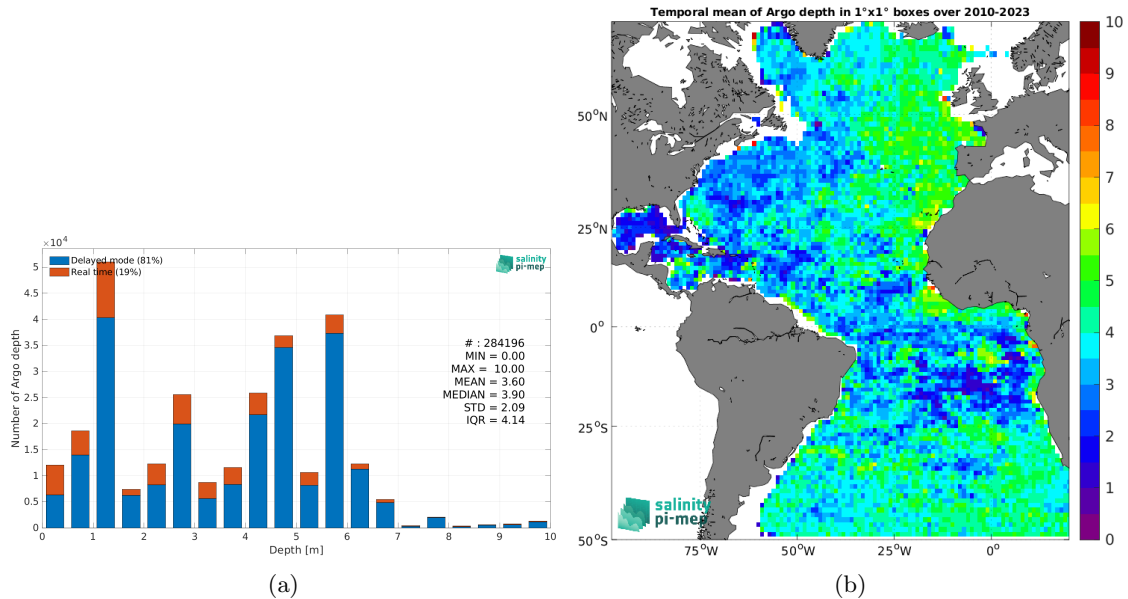 ×10⁴
5
4.5
4
3.5
3
2.5
2
1.5
1
0.5
0
Number of Argo depth
Delayed mode (81%)
Real time (19%)
salinity
pi-mep
# : 284196
MIN = 0.00
MAX = 10.00
MEAN = 3.60
MEDIAN = 3.90
STD = 2.09
IQR = 4.14
0 1 2 3 4 5 6 7 8 9 10
Depth [m]
(a)
Temporal mean of Argo depth in 1°x1° boxes over 2010-2023
50°N
25°N
0°
25°S
50°S
75°W 50°W 25°W 0°
salinity
pi-mep
10
9
8
7
6
5
4
3
2
1
0
(b)